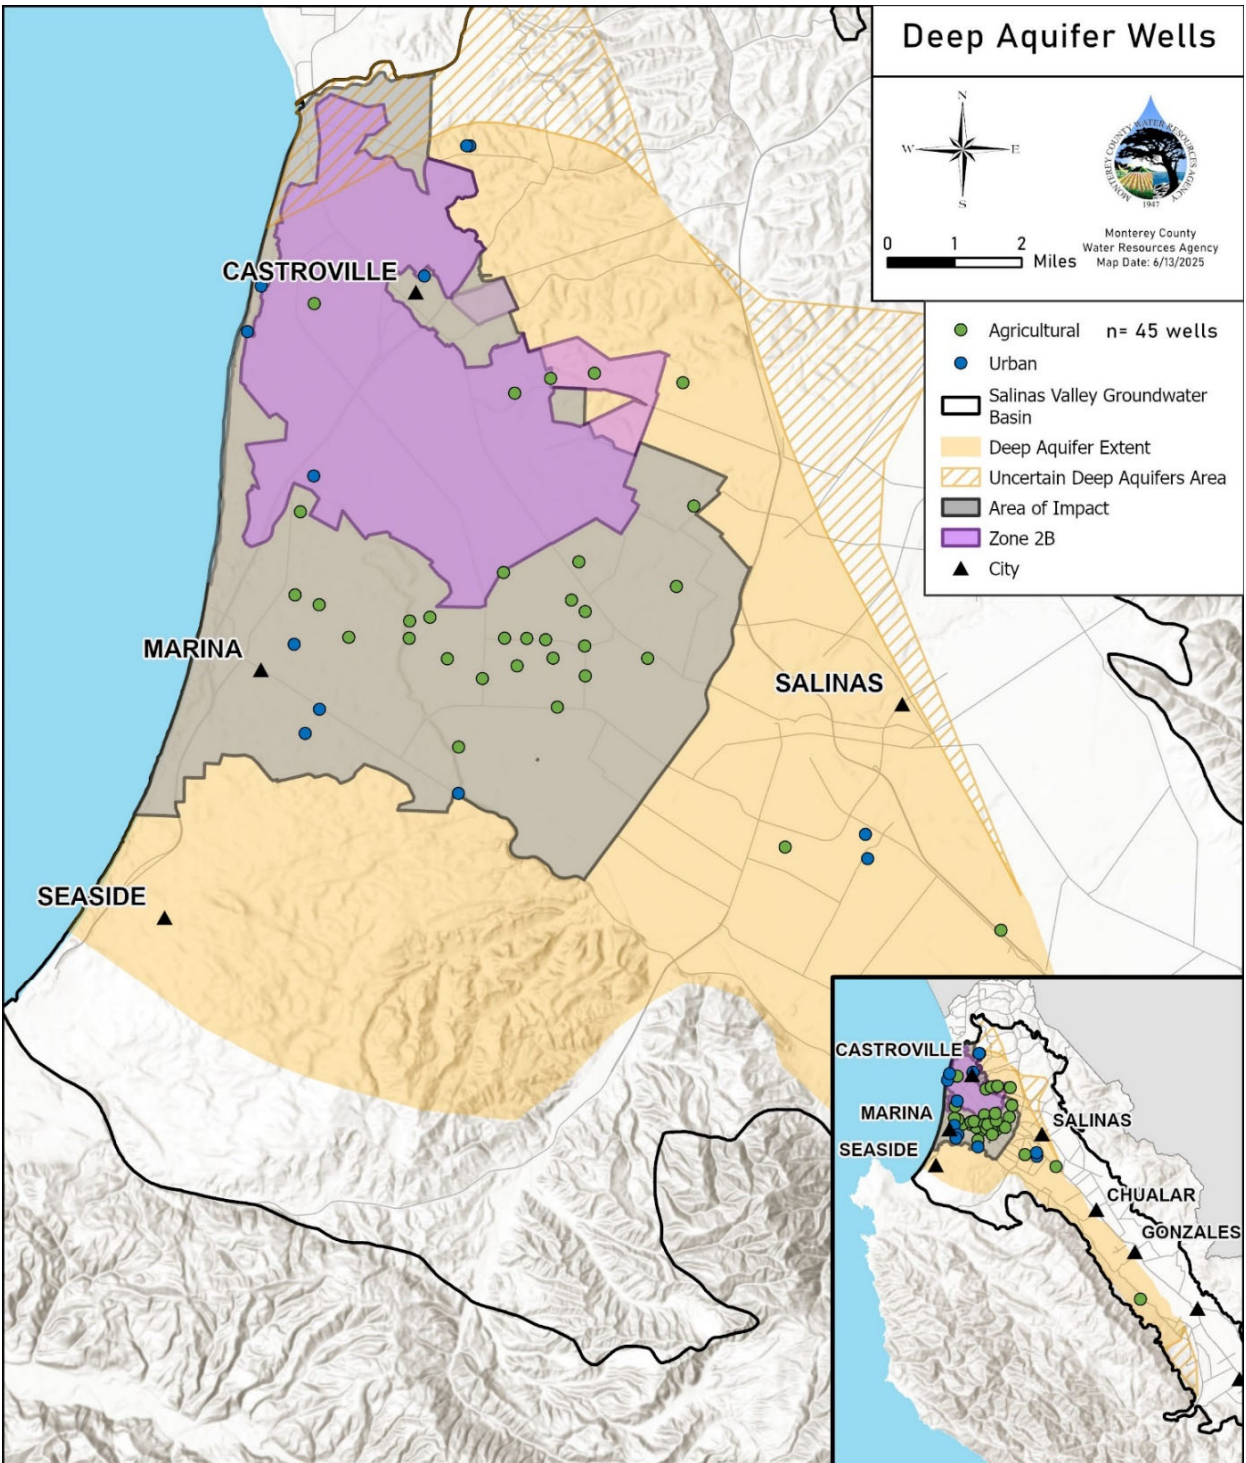 Deep Aquifer Wells
N
W
E
S
MONTEREY COUNTY WATER RESOURCES AGENCY
1947
0 1 2 Miles
Monterey County
Water Resources Agency
Map Date: 6/13/2025
Agricultural n= 45 wells
Urban
Salinas Valley Groundwater
Basin
Deep Aquifer Extent
Uncertain Deep Aquifers Area
Area of Impact
Zone 2B
City
CASTROVILLE
MARINA
SALINAS
SEASIDE
CASTROVILLE
MARINA
SALINAS
SEASIDE
CHUALAR
GONZALES